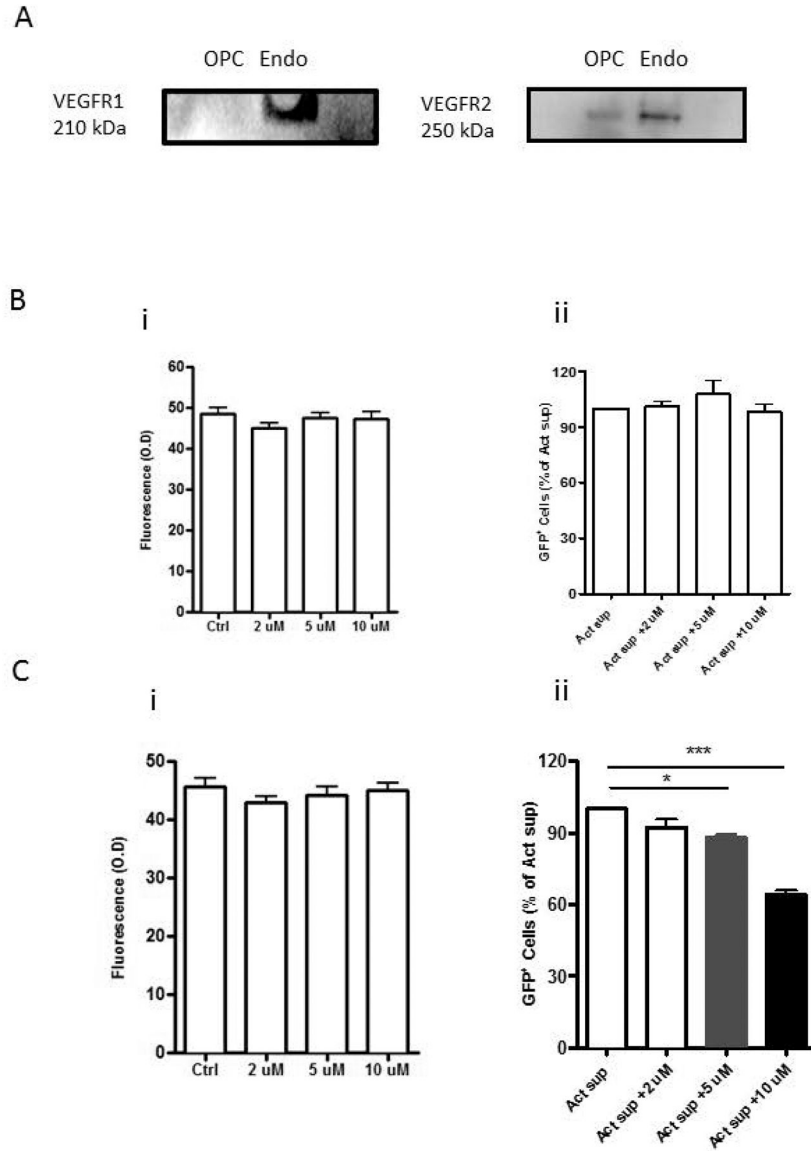 A
OPC Endo
VEGFR1
210 kDa
OPC Endo
VEGFR2
250 kDa
B
i
Fluorescence (O.D)
60
50
40
30
20
10
0
Ctrl 2 uM 5 uM 10 uM
ii
GFP⁺ Cells (% of Act sup)
120
90
60
30
0
Act sup
Act sup +2 uM
Act sup +5 uM
Act sup +10 uM
C
i
Fluorescence (O.D)
50
40
30
20
10
0
Ctrl 2 uM 5 uM 10 uM
ii
GFP⁺ Cells (% of Act sup)
120
90
60
30
0
***
*
Act sup
Act sup +2 uM
Act sup +5 uM
Act sup +10 uM